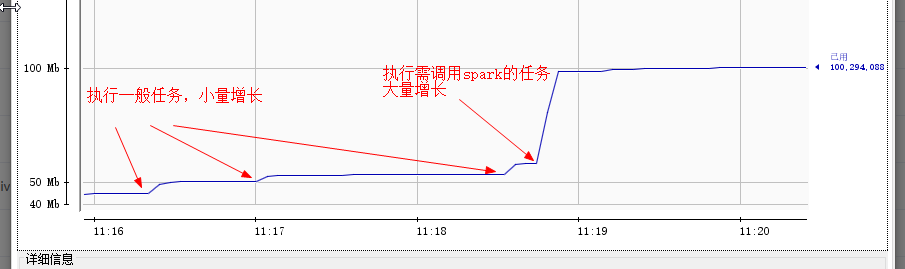 执行需调用spark的任务
大量增长
执行一般任务，小量增长
100 Mb
50 Mb
40 Mb
已用
100,294,088
11:16
11:17
11:18
11:19
11:20
iv
详细信息